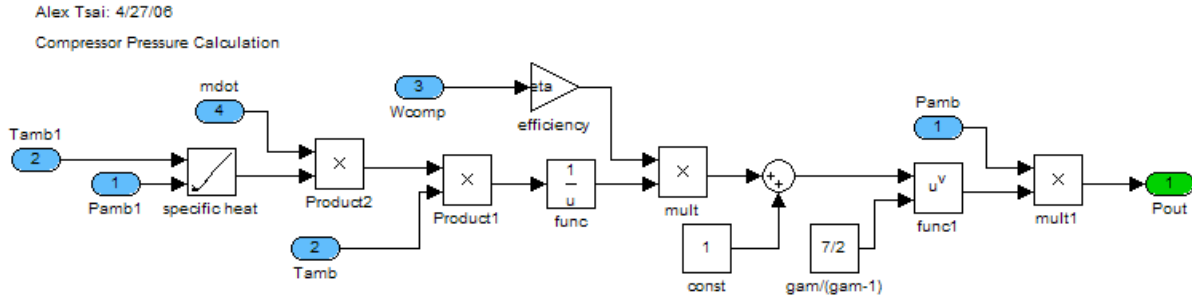 Alex Tsai: 4/27/06
Compressor Pressure Calculation
mdot
4
Tamb1
2
1
Pamb1
specific heat
×
Product2
3
Wcomp
eta
efficiency
×
Product1
2
Tamb
1
u
func
×
mult
+
+
1
const
7/2
gam/(gam-1)
Pamb
1
u^v
func1
×
mult1
1
Pout